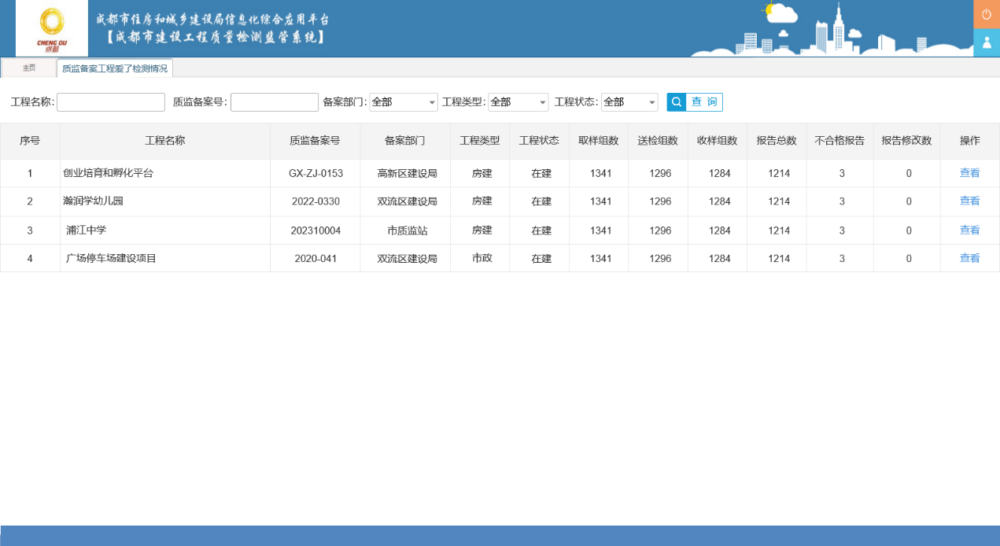 成都市住房和城乡建设局信息化综合应用平台
【成都市建设工程质量检测监管系统】
CHENG DU
成都
主页 质监备案工程爱了检测情况
工程名称: 质监备案号: 备案部门: 全部 工程类型: 全部 工程状态: 全部 查 询
序号 工程名称 质监备案号 备案部门 工程类型 工程状态 取样组数 送检组数 收样组数 报告总数 不合格报告 报告修改数 操作
1 创业培育和孵化平台 GX-ZJ-0153 高新区建设局 房建 在建 1341 1296 1284 1214 3 0 查看
2 瀚润学幼儿园 2022-0330 双流区建设局 房建 在建 1341 1296 1284 1214 3 0 查看
3 浦江中学 202310004 市质监站 房建 在建 1341 1296 1284 1214 3 0 查看
4 广场停车场建设项目 2020-041 双流区建设局 市政 在建 1341 1296 1284 1214 3 0 查看